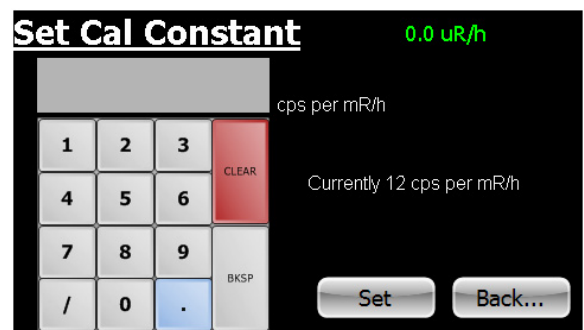 Set Cal Constant
0.0 uR/h
cps per mR/h
1 2 3 CLEAR
4 5 6
Currently 12 cps per mR/h
7 8 9 BKSP
/ 0 .
Set Back...